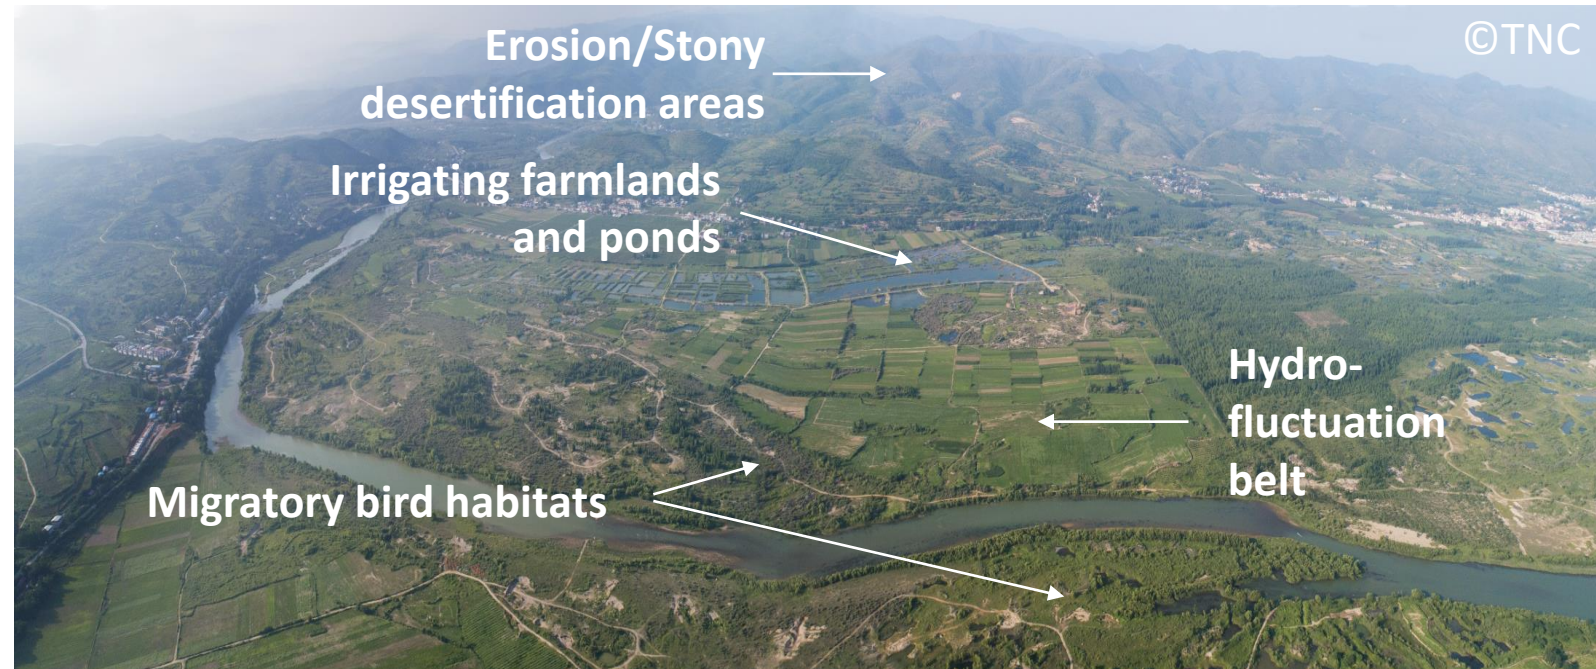 ©TNC
Erosion/Stony
desertification areas
Irrigating farmlands
and ponds
Hydro-
fluctuation
belt
Migratory bird habitats